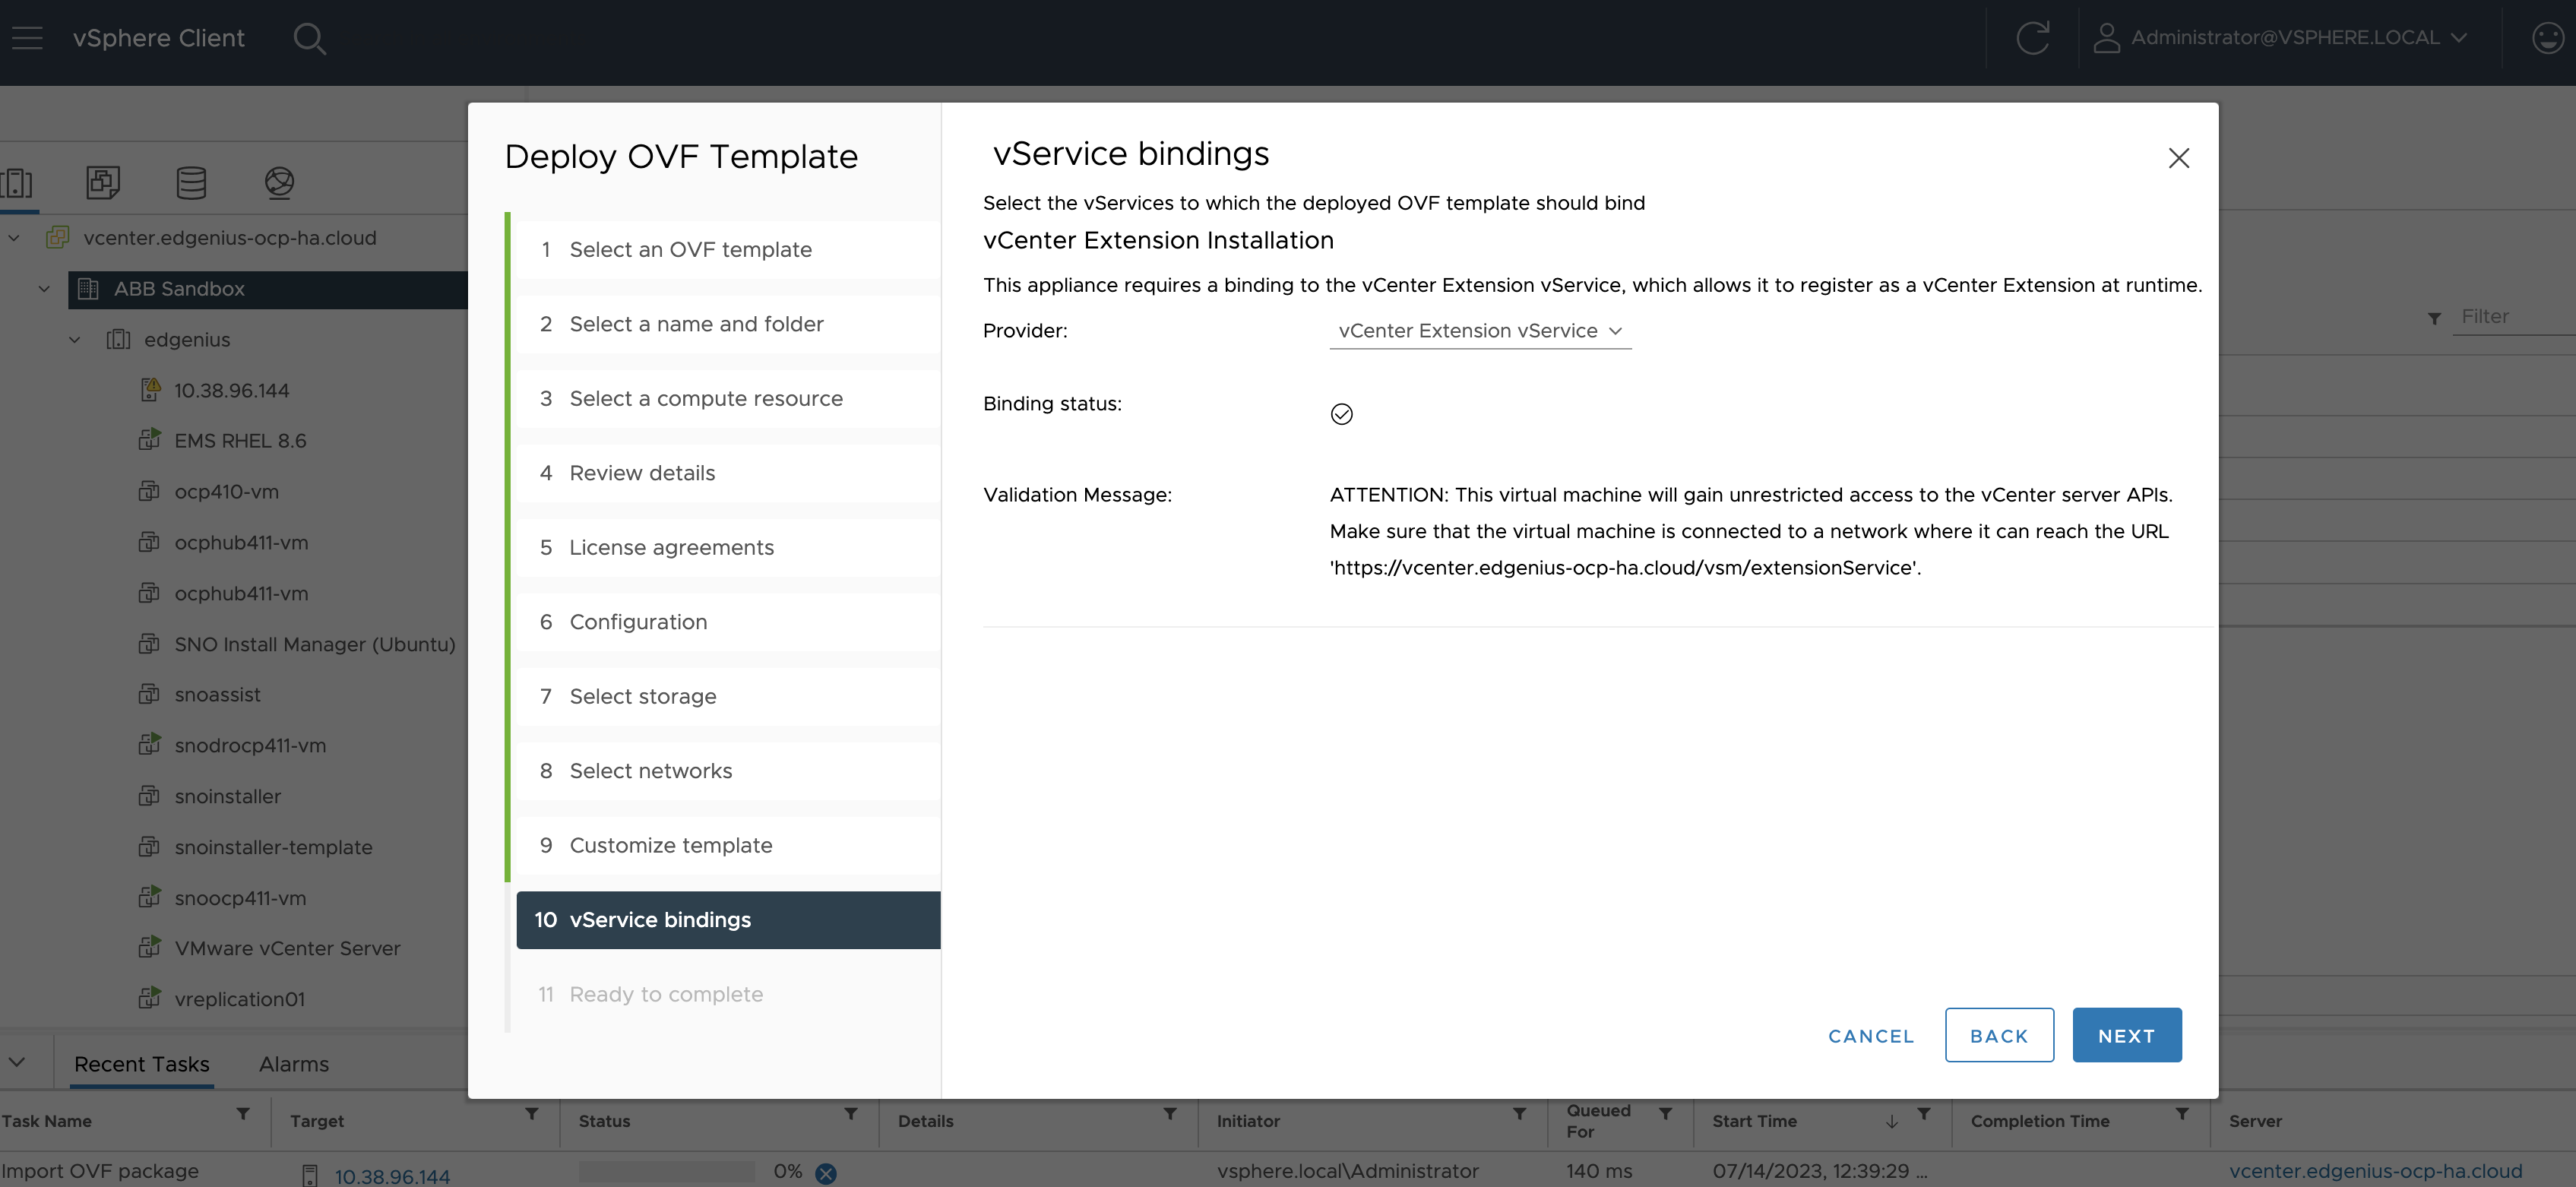 vSphere Client
Administrator@VSPHERE.LOCAL
vcenter.edgenius-ocp-ha.cloud
ABB Sandbox
edgenius
10.38.96.144
EMS RHEL 8.6
ocp410-vm
ocphub411-vm
ocphub411-vm
SNO Install Manager (Ubuntu)
snoassist
snodrocp411-vm
snoinstaller
snoinstaller-template
snoocp411-vm
VMware vCenter Server
vreplication01
Deploy OVF Template
1 Select an OVF template
2 Select a name and folder
3 Select a compute resource
4 Review details
5 License agreements
6 Configuration
7 Select storage
8 Select networks
9 Customize template
10 vService bindings
11 Ready to complete
vService bindings
Select the vServices to which the deployed OVF template should bind
vCenter Extension Installation
This appliance requires a binding to the vCenter Extension vService, which allows it to register as a vCenter Extension at runtime.
Provider: vCenter Extension vService
Binding status:
Validation Message: ATTENTION: This virtual machine will gain unrestricted access to the vCenter server APIs.
Make sure that the virtual machine is connected to a network where it can reach the URL
'https://vcenter.edgenius-ocp-ha.cloud/vsm/extensionService'.
CANCEL BACK NEXT
Filter
Recent Tasks Alarms
Task Name Target Status Details Initiator Queued For Start Time Completion Time Server
Import OVF package 10.38.96.144 0% vsphere.local\Administrator 140 ms 07/14/2023, 12:39:29 ... vcenter.edgenius-ocp-ha.cloud